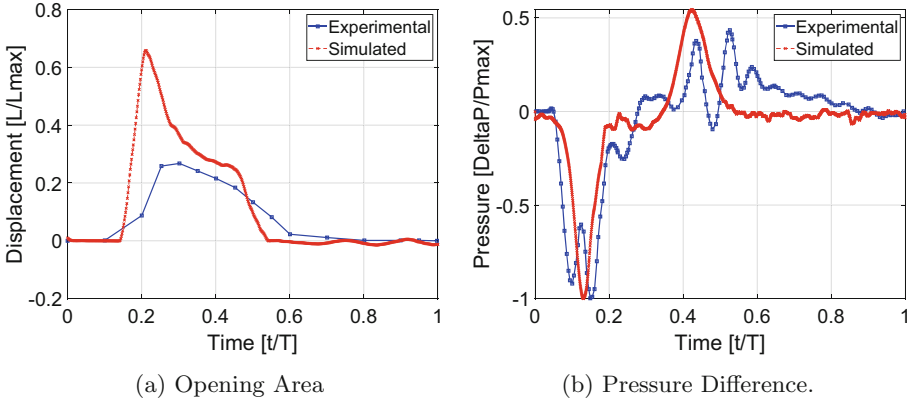 Experimental
Simulated
0.8
0.6
0.4
0.2
0
-0.2
Displacement [L/Lmax]
0 0.2 0.4 0.6 0.8 1
Time [t/T]
(a) Opening Area
Experimental
Simulated
0.5
0
-0.5
-1
Pressure [DeltaP/Pmax]
0 0.2 0.4 0.6 0.8 1
Time [t/T]
(b) Pressure Difference.